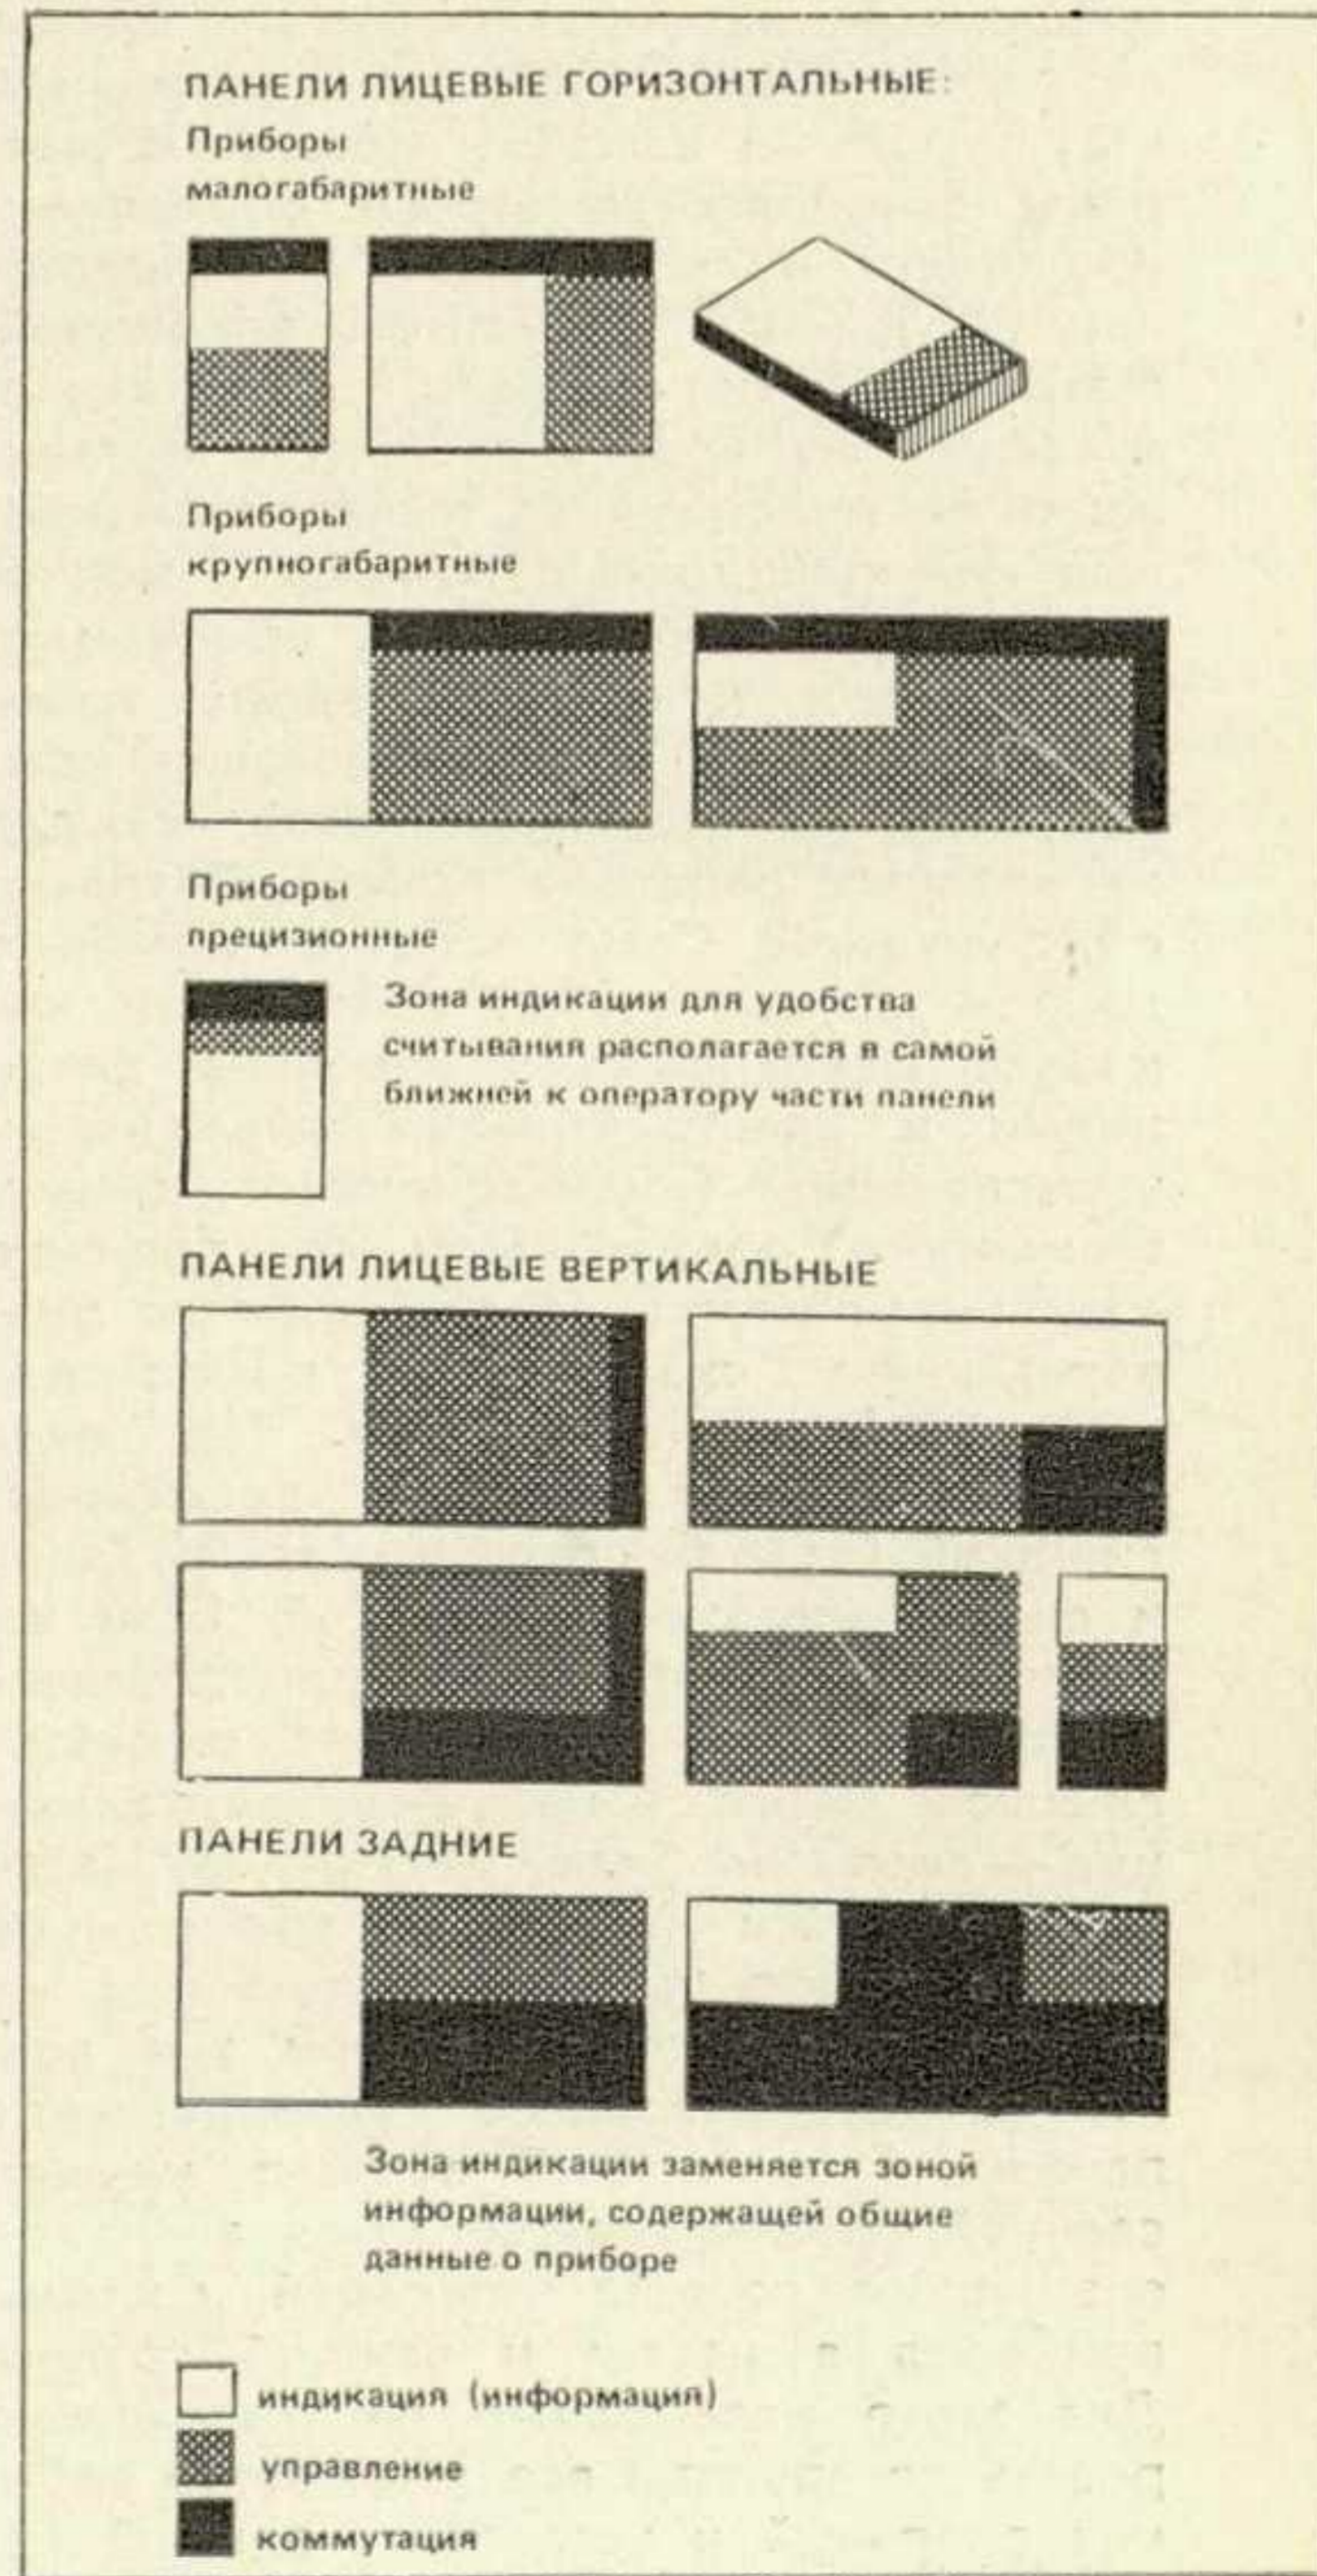 ПАНЕЛИ ЛИЦЕВЫЕ ГОРИЗОНТАЛЬНЫЕ:
Приборы
малогабаритные
Приборы
крупногабаритные
Приборы
прецизионные
Зона индикации для удобства
считывания располагается в самой
ближней к оператору части панели
ПАНЕЛИ ЛИЦЕВЫЕ ВЕРТИКАЛЬНЫЕ
ПАНЕЛИ ЗАДНИЕ
Зона индикации заменяется зоной
информации, содержащей общие
данные о приборе
индикация (информация)
управление
коммутация